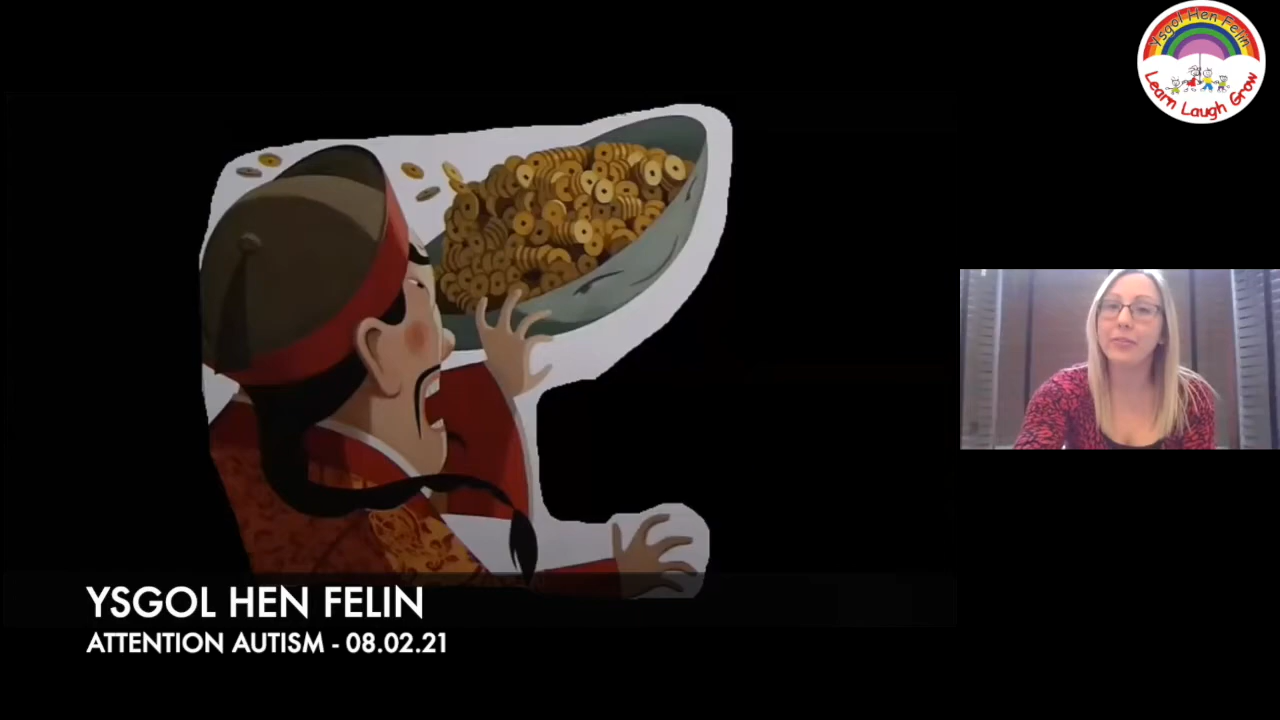 Ysgol Hen Felin
Learn Laugh Grow
YSGOL HEN FELIN
ATTENTION AUTISM - 08.02.21